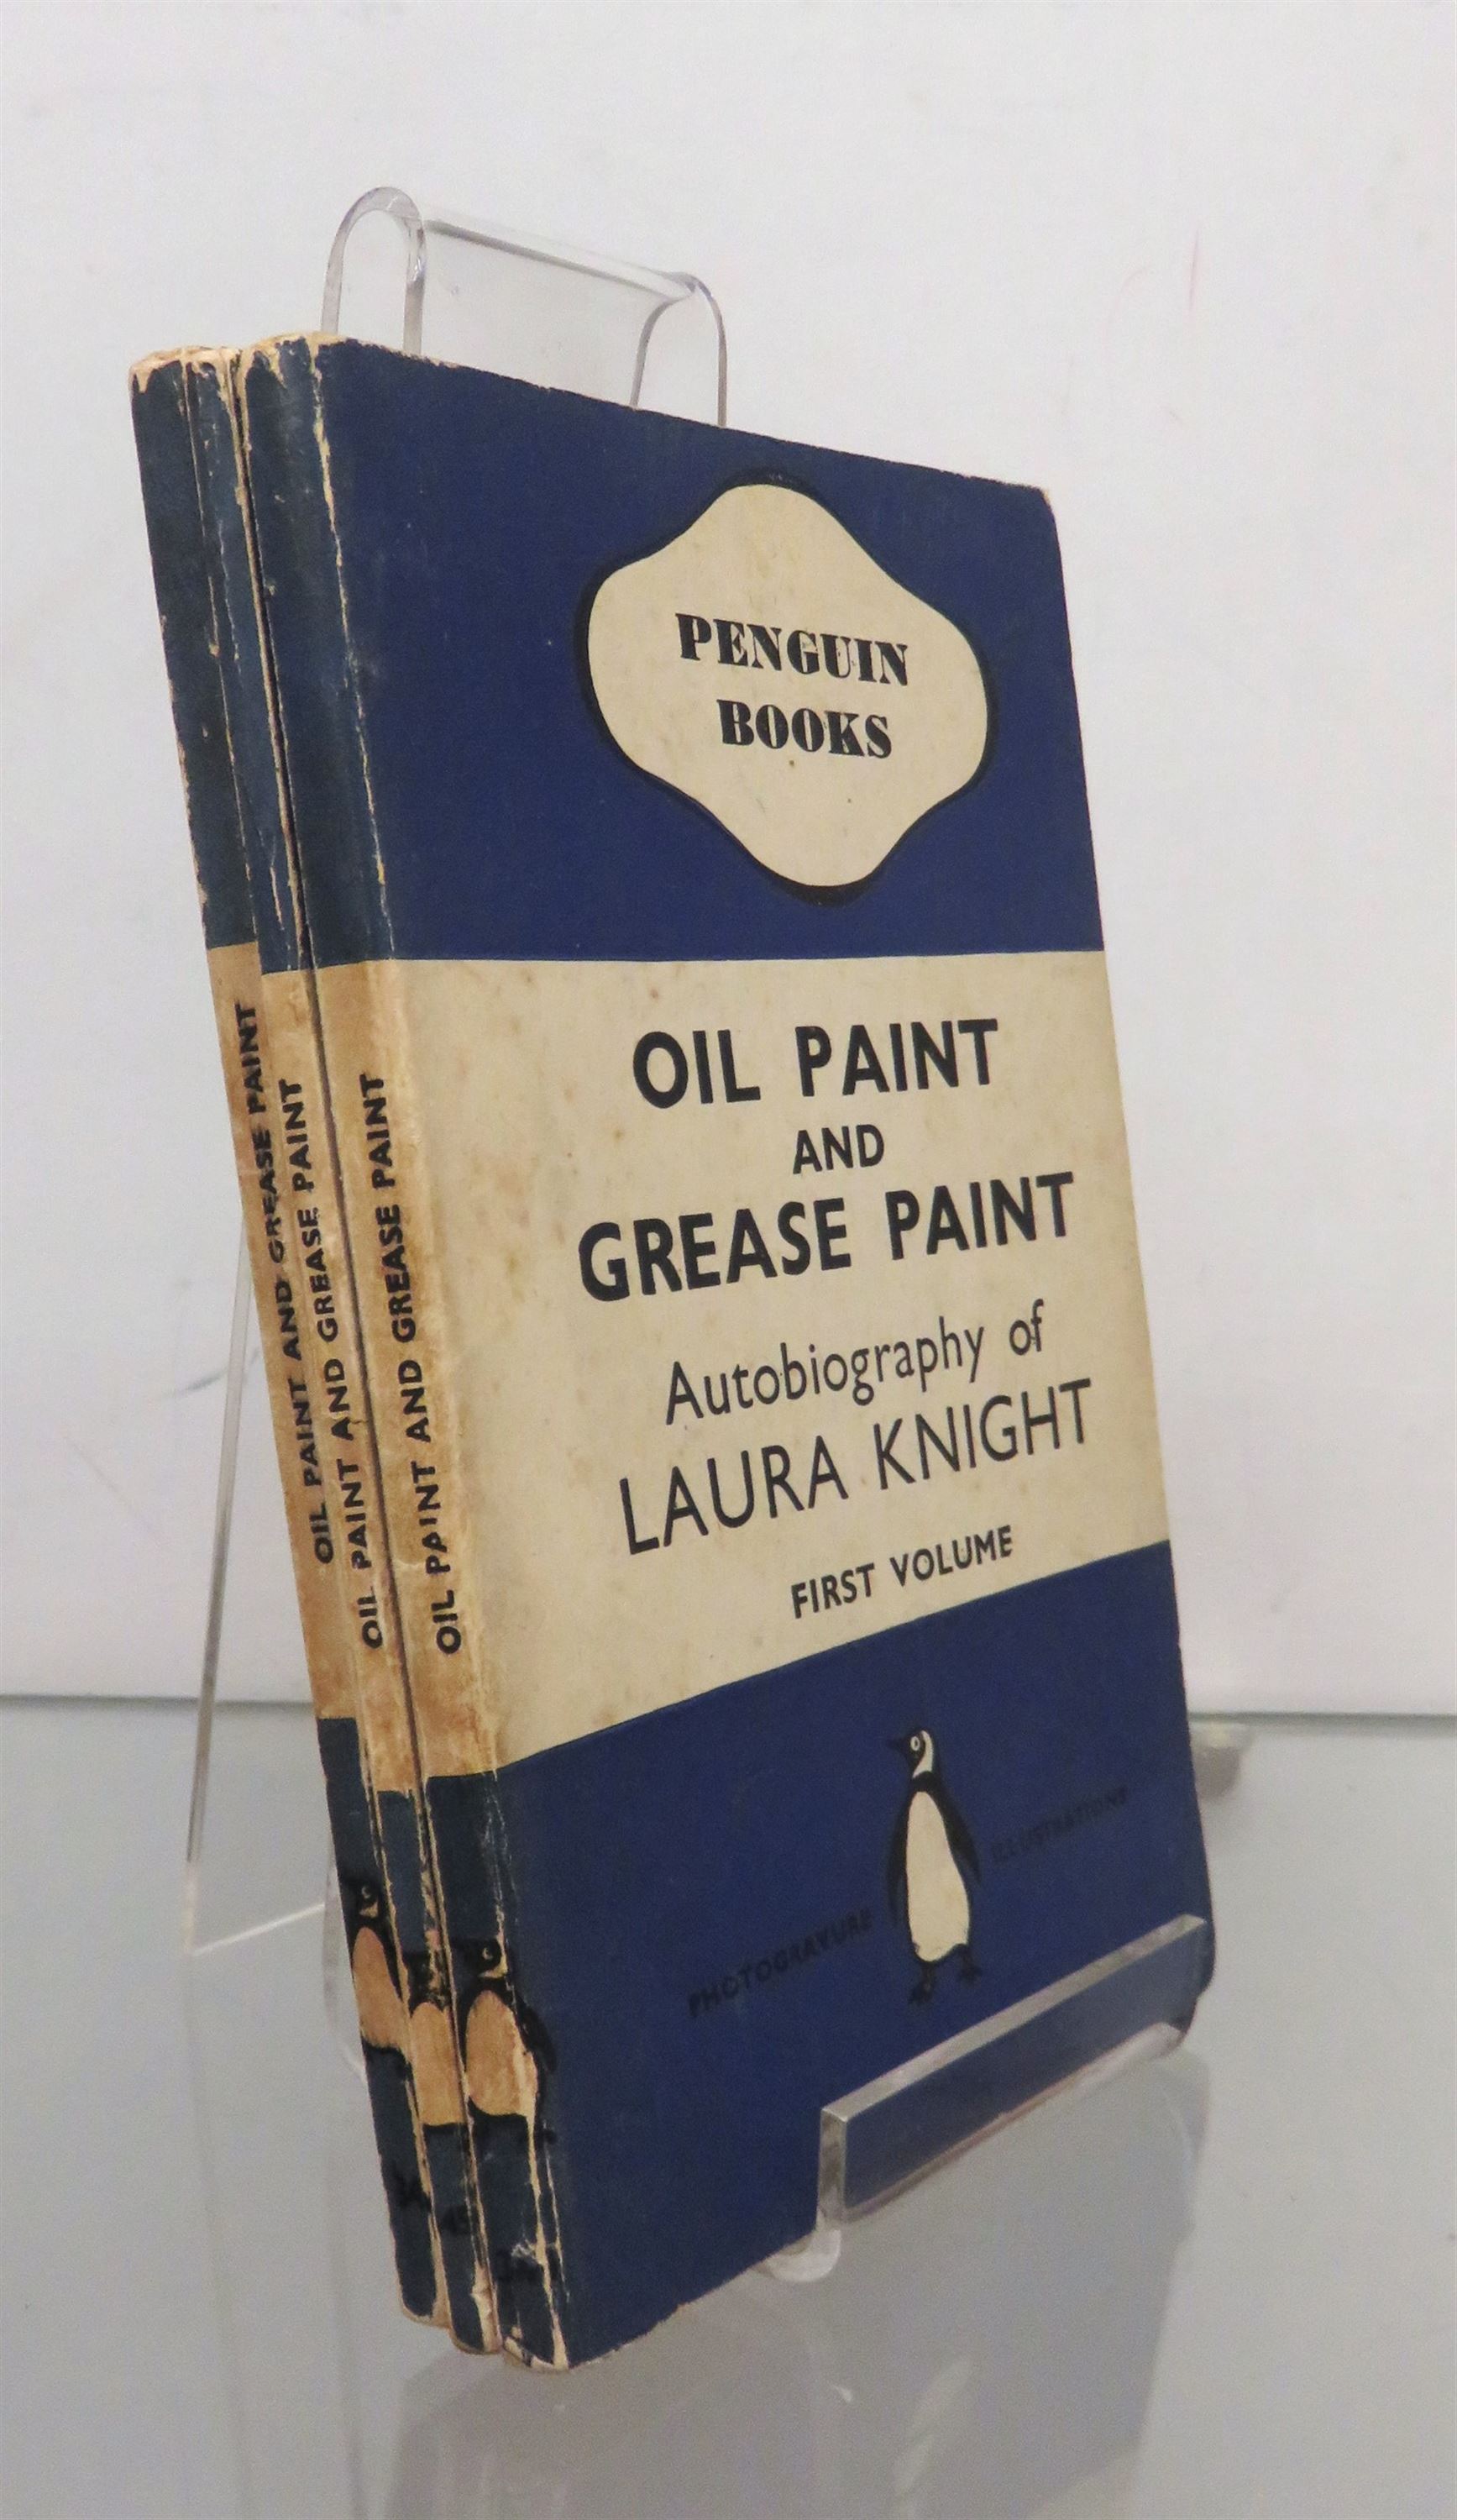 PENGUIN
BOOKS
OIL PAINT
AND
GREASE PAINT
Autobiography of
LAURA KNIGHT
FIRST VOLUME
PHOTOGRAVURE
ILLUSTRATIONS
OIL PAINT AND GREASE PAINT
OIL PAINT AND GREASE PAINT
OIL PAINT AND GREASE PAINT